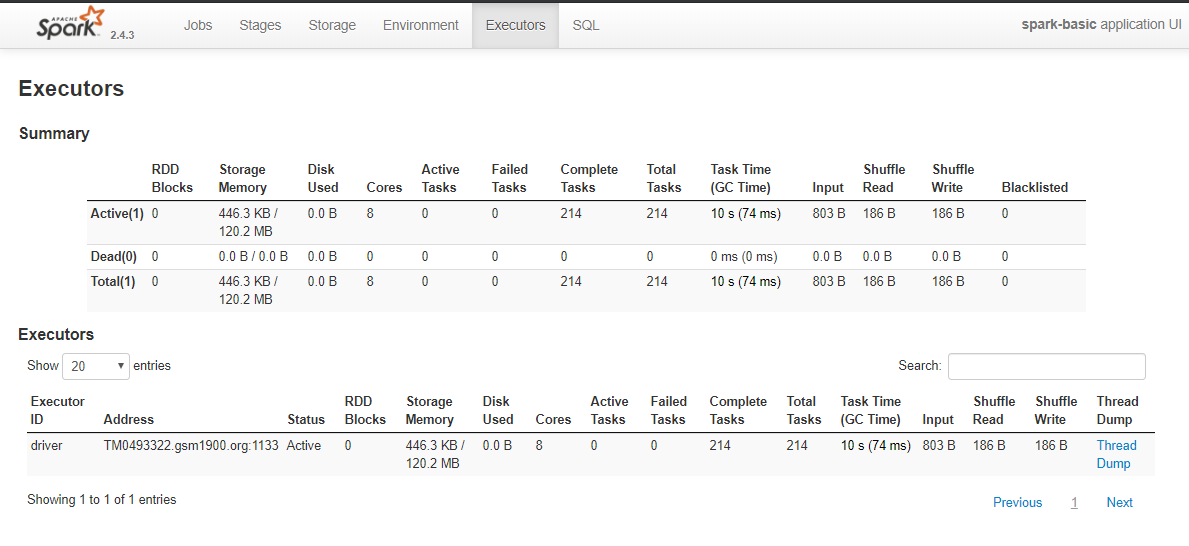 APACHE
Spark 2.4.3 Jobs Stages Storage Environment Executors SQL spark-basic application UI
Executors
Summary
RDD Blocks Storage Memory Disk Used Cores Active Tasks Failed Tasks Complete Tasks Total Tasks Task Time (GC Time) Input Shuffle Read Shuffle Write Blacklisted
Active(1) 0 446.3 KB / 120.2 MB 0.0 B 8 0 0 214 214 10 s (74 ms) 803 B 186 B 186 B 0
Dead(0) 0 0.0 B / 0.0 B 0.0 B 0 0 0 0 0 0 ms (0 ms) 0.0 B 0.0 B 0.0 B 0
Total(1) 0 446.3 KB / 120.2 MB 0.0 B 8 0 0 214 214 10 s (74 ms) 803 B 186 B 186 B 0
Executors
Show 20 entries Search:
Executor ID Address Status RDD Blocks Storage Memory Disk Used Cores Active Tasks Failed Tasks Complete Tasks Total Tasks Task Time (GC Time) Input Shuffle Read Shuffle Write Thread Dump
driver TM0493322.gsm1900.org:1133 Active 0 446.3 KB / 120.2 MB 0.0 B 8 0 0 214 214 10 s (74 ms) 803 B 186 B 186 B Thread Dump
Showing 1 to 1 of 1 entries Previous 1 Next